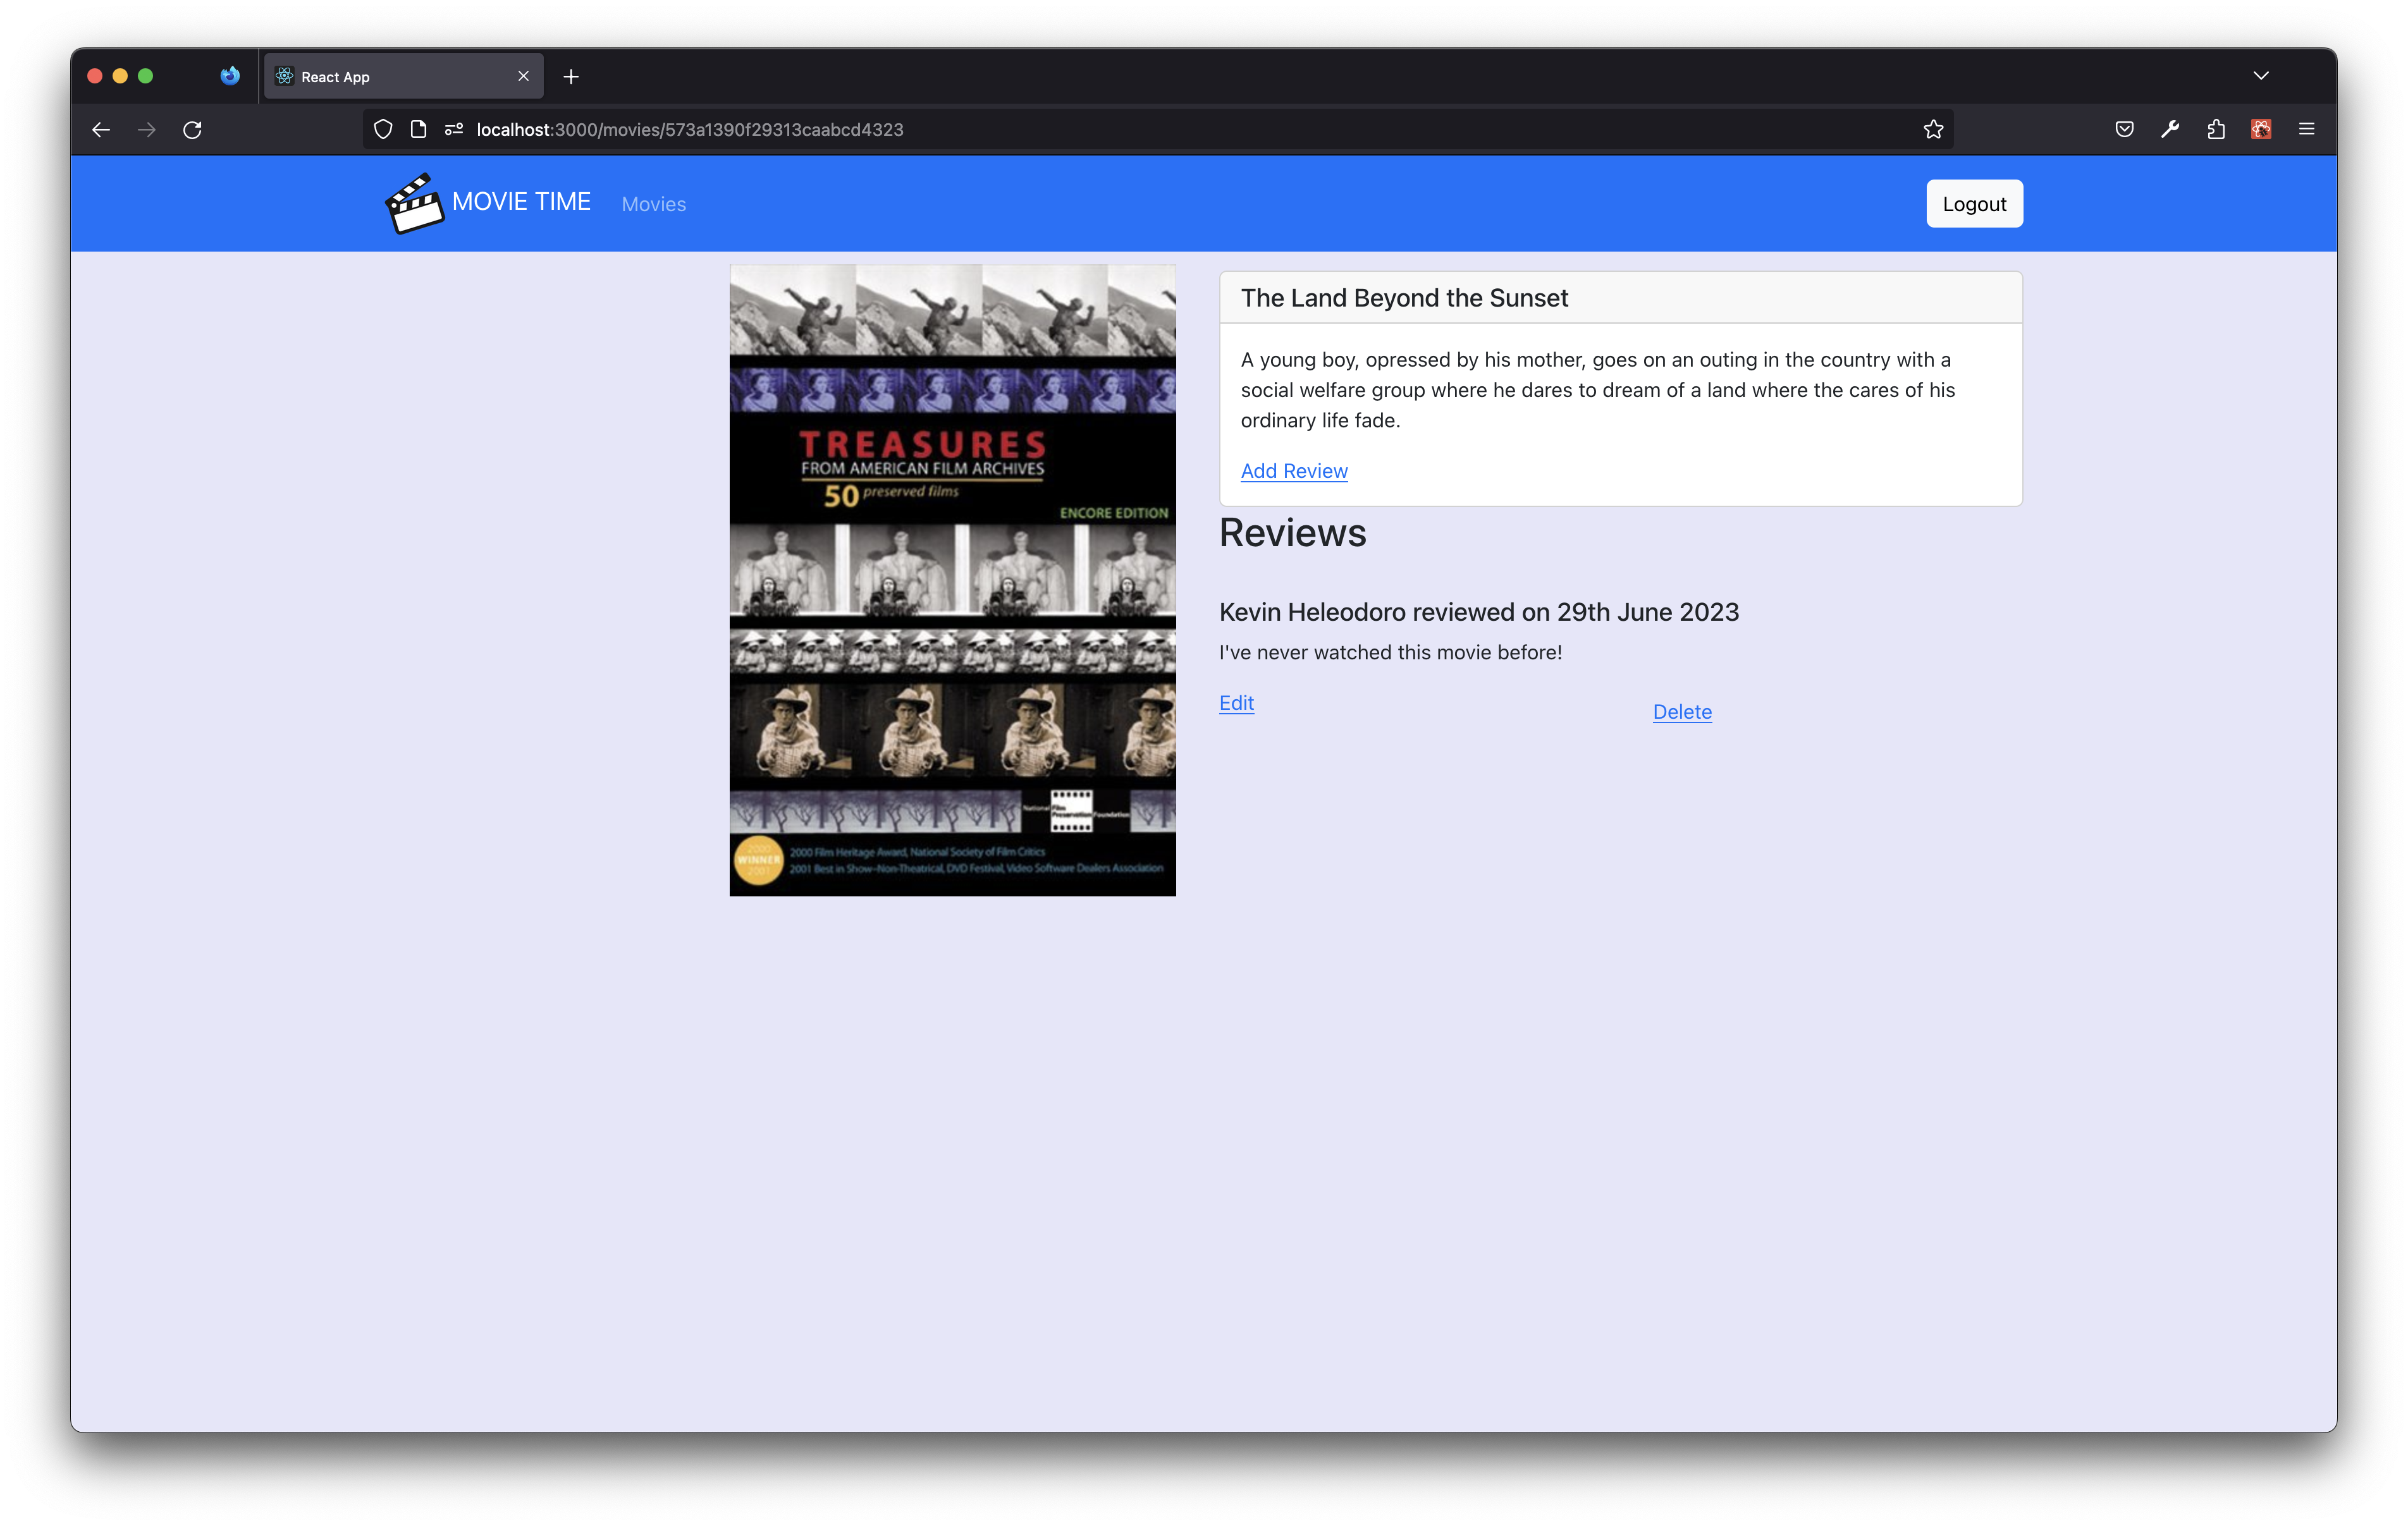 React App
localhost:3000/movies/573a1390f29313caabcd4323
MOVIE TIME
Movies
Logout
TREASURES
FROM AMERICAN FILM ARCHIVES
50 preserved films
ENCORE EDITION
National Film Preservation Foundation
2000
WINNER
2001
2000 Film Heritage Award, National Society of Film Critics
2001 Best in Show–Non-Theatrical, DVD Festival, Video Software Dealers Association
The Land Beyond the Sunset
A young boy, opressed by his mother, goes on an outing in the country with a
social welfare group where he dares to dream of a land where the cares of his
ordinary life fade.
Add Review
Reviews
Kevin Heleodoro reviewed on 29th June 2023
I've never watched this movie before!
Edit
Delete